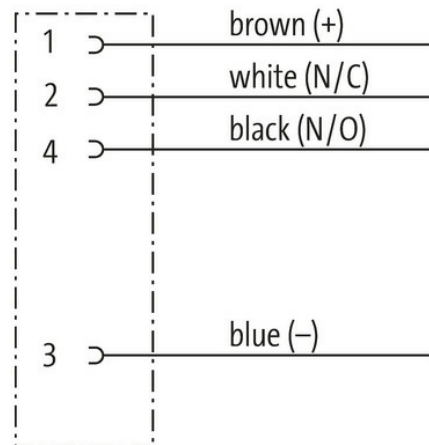 1 brown (+)
2 white (N/C)
4 black (N/O)
3 blue (–)